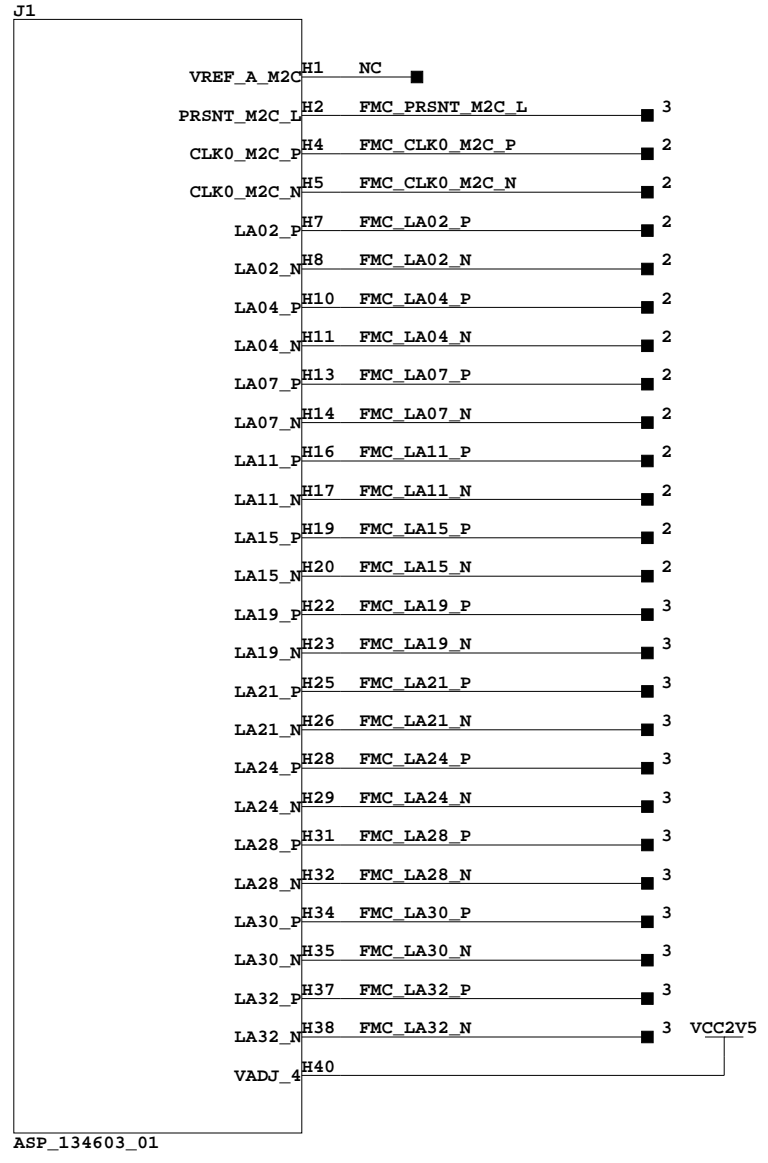 J1
VREF_A_M2C H1 NC
PRSNT_M2C_L H2 FMC_PRSNT_M2C_L 3
CLK0_M2C_P H4 FMC_CLK0_M2C_P 2
CLK0_M2C_N H5 FMC_CLK0_M2C_N 2
LA02_P H7 FMC_LA02_P 2
LA02_N H8 FMC_LA02_N 2
LA04_P H10 FMC_LA04_P 2
LA04_N H11 FMC_LA04_N 2
LA07_P H13 FMC_LA07_P 2
LA07_N H14 FMC_LA07_N 2
LA11_P H16 FMC_LA11_P 2
LA11_N H17 FMC_LA11_N 2
LA15_P H19 FMC_LA15_P 2
LA15_N H20 FMC_LA15_N 2
LA19_P H22 FMC_LA19_P 3
LA19_N H23 FMC_LA19_N 3
LA21_P H25 FMC_LA21_P 3
LA21_N H26 FMC_LA21_N 3
LA24_P H28 FMC_LA24_P 3
LA24_N H29 FMC_LA24_N 3
LA28_P H31 FMC_LA28_P 3
LA28_N H32 FMC_LA28_N 3
LA30_P H34 FMC_LA30_P 3
LA30_N H35 FMC_LA30_N 3
LA32_P H37 FMC_LA32_P 3
LA32_N H38 FMC_LA32_N 3 VCC2V5
VADJ_4 H40
ASP_134603_01